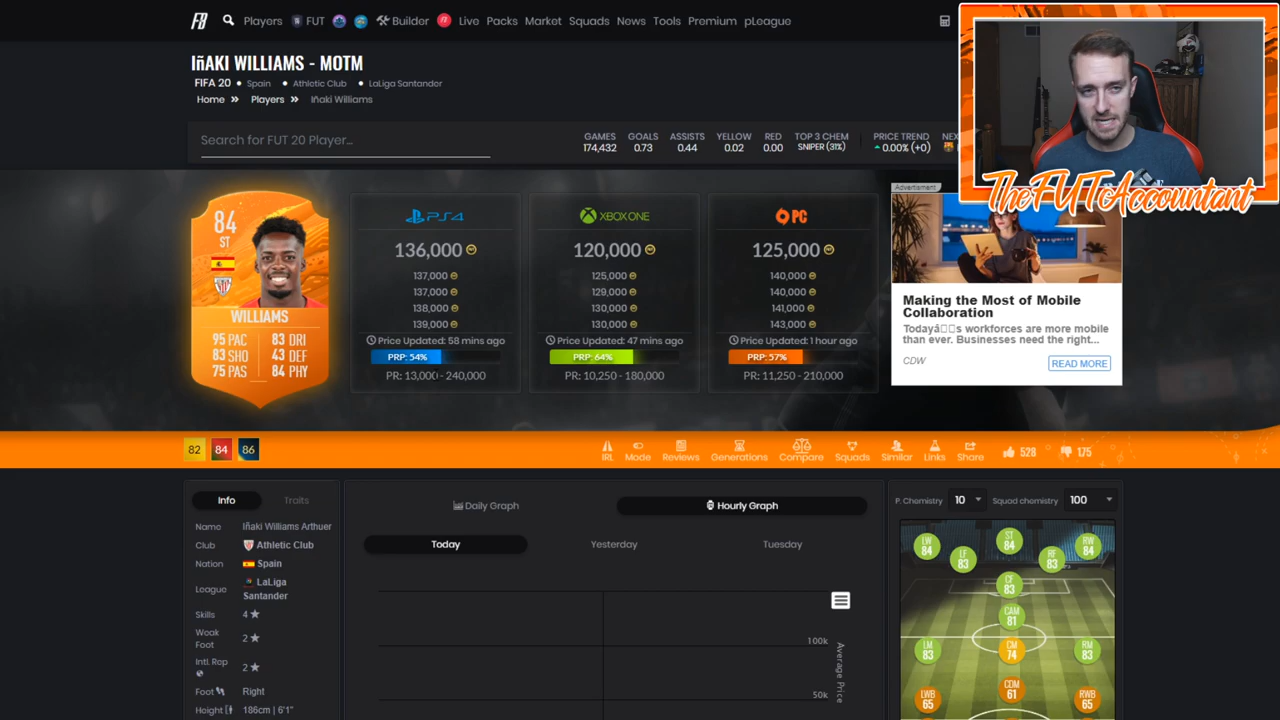 FB Players FUT Builder Live Packs Market Squads News Tools Premium pLeague
IñAKI WILLIAMS - MOTM
FIFA 20 Spain Athletic Club LaLiga Santander
Home Players Iñaki Williams
Search for FUT 20 Player...
GAMES GOALS ASSISTS YELLOW RED TOP 3 CHEM PRICE TREND
174,432 0.73 0.44 0.02 0.00 SNIPER (31%) 0.00% (+0)
TheFUTAccountant
84
ST
WILLIAMS
95 PAC 83 DRI
83 SHO 43 DEF
75 PAS 84 PHY
PS4
136,000
137,000
137,000
138,000
139,000
Price Updated: 58 mins ago
PRP: 54%
PR: 13,000 - 240,000
XBOX ONE
120,000
125,000
129,000
130,000
130,000
Price Updated: 47 mins ago
PRP: 64%
PR: 10,250 - 180,000
PC
125,000
140,000
140,000
141,000
143,000
Price Updated: 1 hour ago
PRP: 57%
PR: 11,250 - 210,000
Advertisement
Making the Most of Mobile
Collaboration
Todayâ□□s workforces are more mobile
than ever. Businesses need the right...
CDW READ MORE
82 84 86
IRL Mode Reviews Generations Compare Squads Similar Links Share 528 175
Info Traits
Name Iñaki Williams Arthuer
Club Athletic Club
Nation Spain
League LaLiga
Santander
Skills 4
Weak
Foot 2
Intl. Rep 2
Foot Right
Height 186cm | 6'1"
Daily Graph Hourly Graph
Today Yesterday Tuesday
100k
50k
Average Price
P. Chemistry 10 Squad chemistry 100
LW 84
ST 84
RW 84
LF 83
RF 83
CF 83
CAM 81
LM 83
CM 74
RM 83
LWB 65
CDM 61
RWB 65